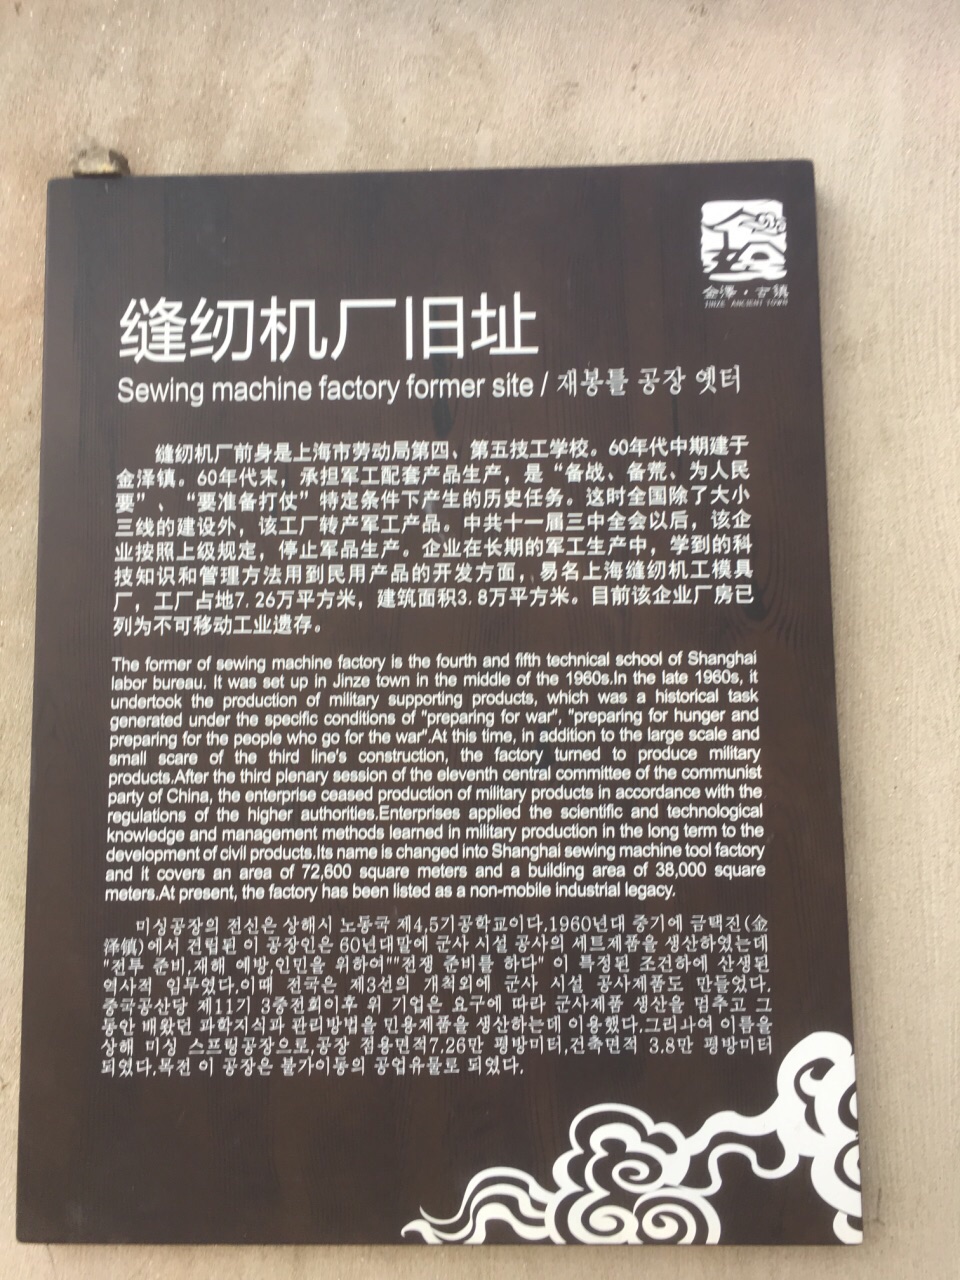 金泽·古镇
JINZE ANCIENT TOWN
缝纫机厂旧址
Sewing machine factory former site / 재봉틀 공장 옛터
缝纫机厂前身是上海市劳动局第四、第五技工学校。60年代中期建于
金泽镇。60年代末，承担军工配套产品生产，是“备战、备荒、为人民
要”、“要准备打仗”特定条件下产生的历史任务。这时全国除了大小
三线的建设外，该工厂转产军工产品。中共十一届三中全会以后，该企
业按照上级规定，停止军品生产。企业在长期的军工生产中，学到的科
技知识和管理方法用到民用产品的开发方面，易名上海缝纫机工模具
厂，工厂占地7.26万平方米，建筑面积3.8万平方米。目前该企业厂房已
列为不可移动工业遗存。
The former of sewing machine factory is the fourth and fifth technical school of Shanghai
labor bureau. It was set up in Jinze town in the middle of the 1960s.In the late 1960s, it
undertook the production of military supporting products, which was a historical task
generated under the specific conditions of "preparing for war", "preparing for hunger and
preparing for the people who go for the war".At this time, in addition to the large scale and
small scare of the third line's construction, the factory turned to produce military
products.After the third plenary session of the eleventh central committee of the communist
party of China, the enterprise ceased production of military products in accordance with the
regulations of the higher authorities.Enterprises applied the scientific and technological
knowledge and management methods learned in military production in the long term to the
development of civil products.Its name is changed into Shanghai sewing machine tool factory
and it covers an area of 72,600 square meters and a building area of 38,000 square
meters.At present, the factory has been listed as a non-mobile industrial legacy.
미싱공장의 전신은 상해시 노동국 제4,5기공학교이다.1960년대 중기에 금택진(金
泽镇)에서 건립된 이 공장인은 60년대말에 군사 시설 공사의 세트제품을 생산하였는데
"전투 준비,재해 예방,인민을 위하여""전쟁 준비를 하다" 이 특정된 조건하에 산생된
역사적 임무였다.이때 전국은 제3선의 개척외에 군사 시설 공사제품도 만들었다.
중국공산당 제11기 3중전회이후 위 기업은 요구에 따라 군사제품 생산을 멈추고 그
동안 배왔던 과학지식과 관리방법을 민용제품을 생산하는데 이용했다.그리하여 이름을
상해 미싱 스프링공장으로,공장 점용면적7.26만 평방미터,건축면적 3.8만 평방미터
되였다.목전 이 공장은 불가이동의 공업유물로 되였다.